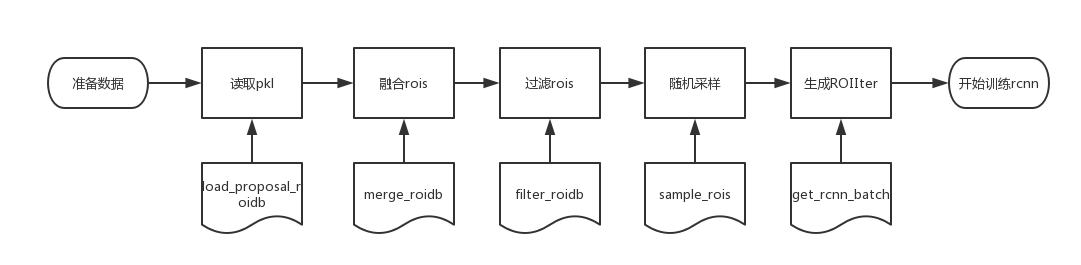 准备数据
读取pkl
融合rois
过滤rois
随机采样
生成ROIIter
开始训练rcnn
load_proposal_r
oidb
merge_roidb
filter_roidb
sample_rois
get_rcnn_batch